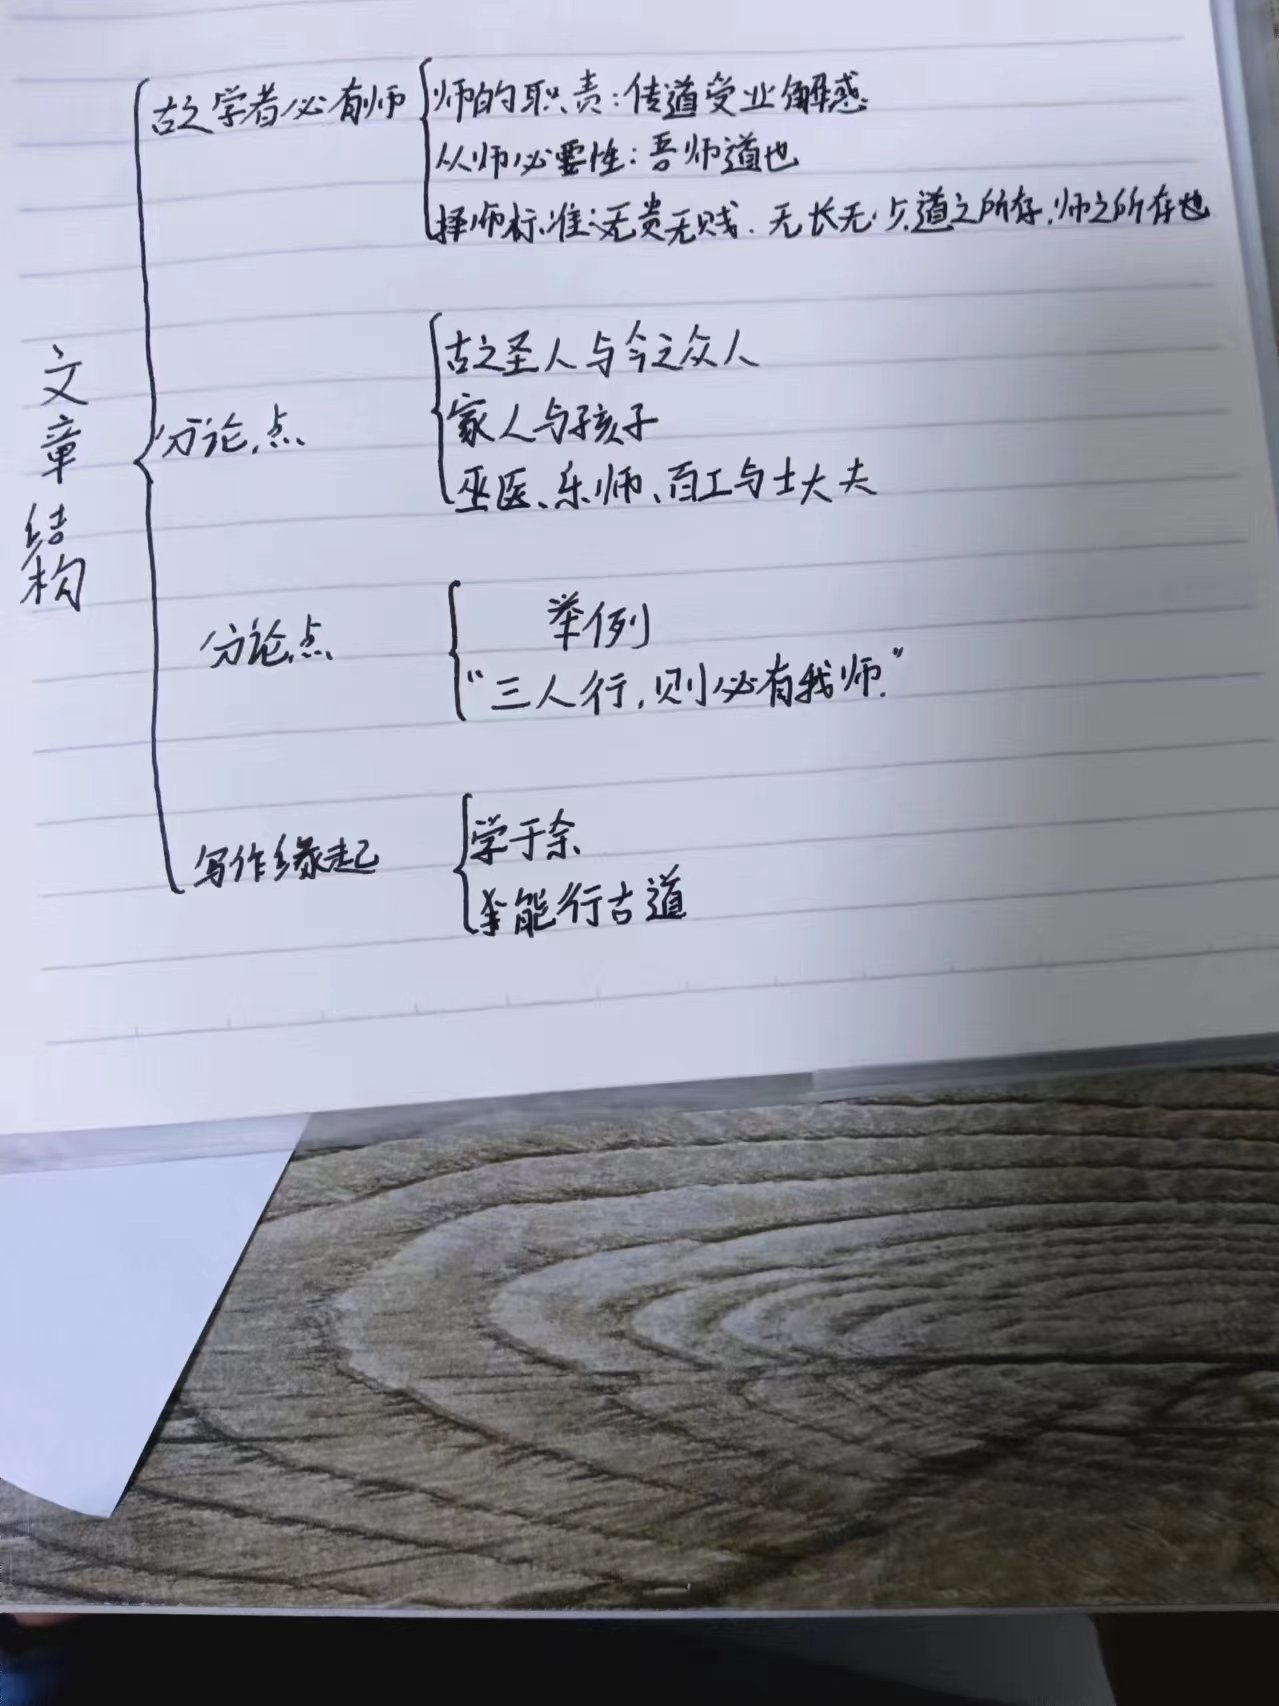 文章结构
古之学者必有师
师的职责：传道受业解惑
从师必要性：吾师道也
择师标准：无贵无贱、无长无少，道之所存，师之所存也
分论点
古之圣人与今之众人
家人与孩子
巫医、乐师、百工与士大夫
分论点
举例
“三人行，则必有我师”
写作缘起
学于余
能行古道